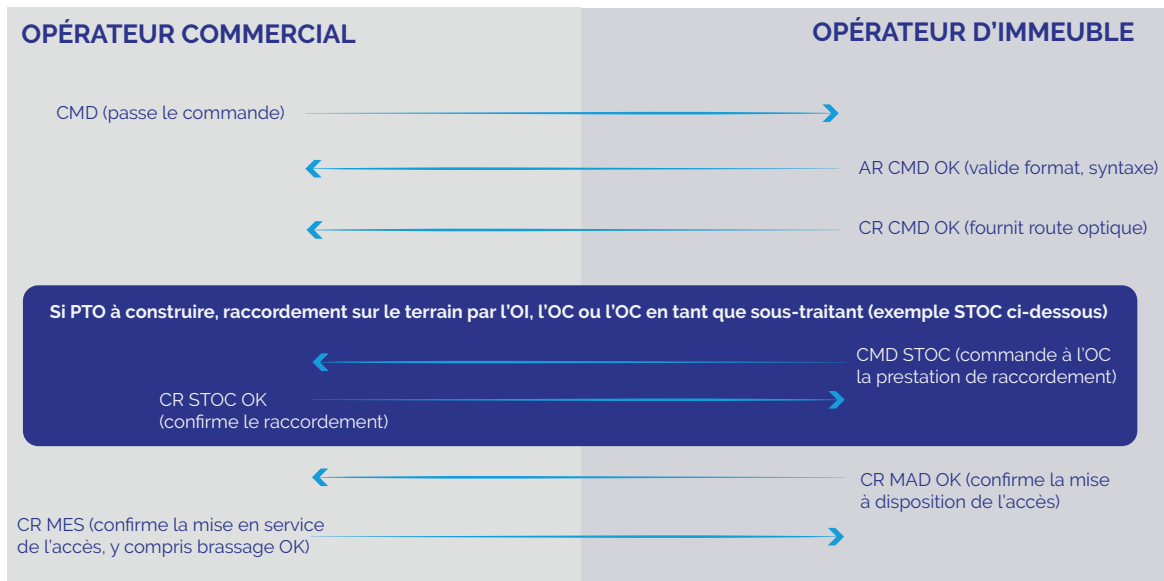 OPÉRATEUR COMMERCIAL
OPÉRATEUR D'IMMEUBLE
CMD (passe le commande)
AR CMD OK (valide format, syntaxe)
CR CMD OK (fournit route optique)
Si PTO à construire, raccordement sur le terrain par l'OI, l'OC ou l'OC en tant que sous-traitant (exemple STOC ci-dessous)
CMD STOC (commande à l'OC
la prestation de raccordement)
CR STOC OK
(confirme le raccordement)
CR MAD OK (confirme la mise
à disposition de l'accès)
CR MES (confirme la mise en service
de l'accès, y compris brassage OK)